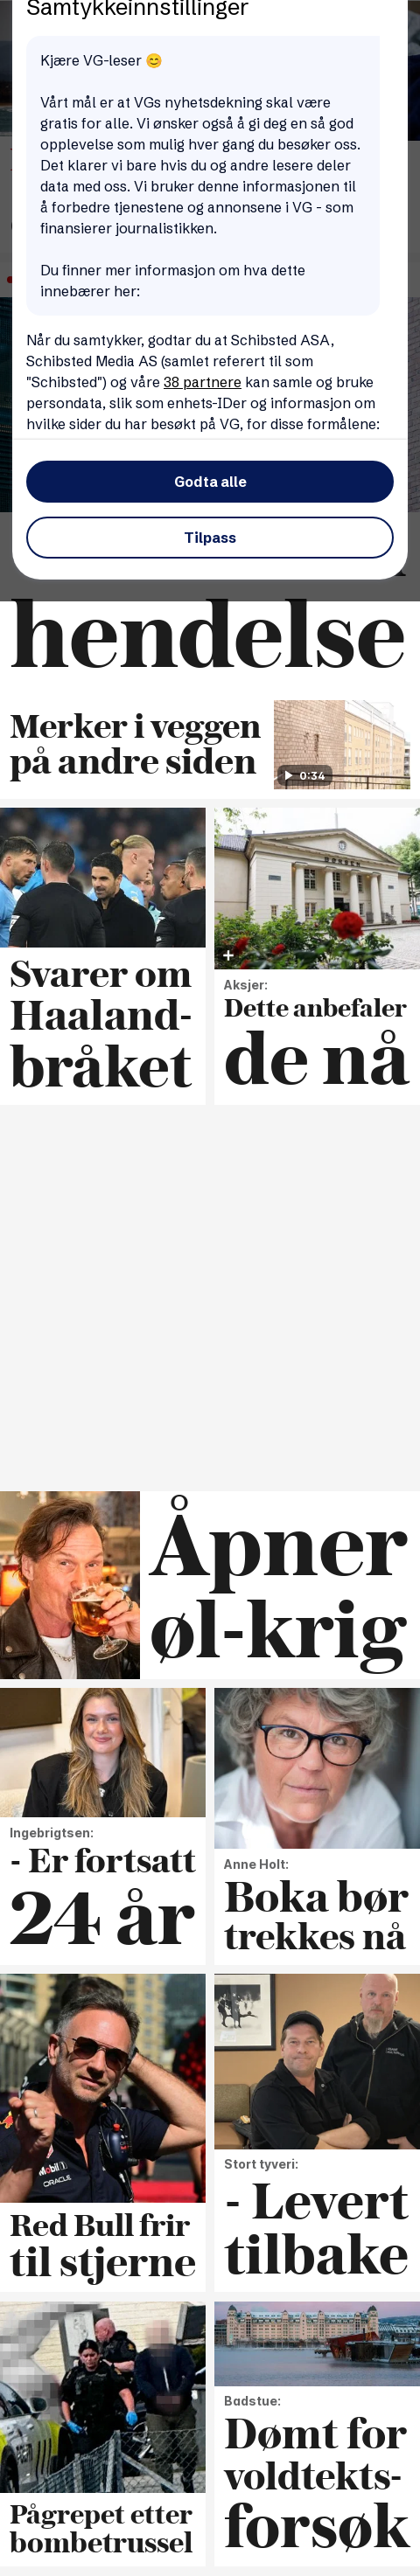 Samtykkeinnstillinger
Kjære VG-leser 😊
Vårt mål er at VGs nyhetsdekning skal være
gratis for alle. Vi ønsker også å gi deg en så god
opplevelse som mulig hver gang du besøker oss.
Det klarer vi bare hvis du og andre lesere deler
data med oss. Vi bruker denne informasjonen til
å forbedre tjenestene og annonsene i VG - som
finansierer journalistikken.
Du finner mer informasjon om hva dette
innebærer her:
Når du samtykker, godtar du at Schibsted ASA,
Schibsted Media AS (samlet referert til som
"Schibsted") og våre 38 partnere kan samle og bruke
persondata, slik som enhets-IDer og informasjon om
hvilke sider du har besøkt på VG, for disse formålene:
Godta alle
Tilpass
hendelse
Merker i veggen
på andre siden
0:34
Svarer om
Haaland-
bråket
Aksjer:
Dette anbefaler
de nå
Åpner
øl-krig
Ingebrigtsen:
- Er fortsatt
24 år
Anne Holt:
Boka bør
trekkes nå
Mobil 1
ORACLE
Red Bull frir
til stjerne
Stort tyveri:
- Levert
tilbake
Pågrepet etter
bombetrussel
Badstue:
Dømt for
voldtekts-
forsøk